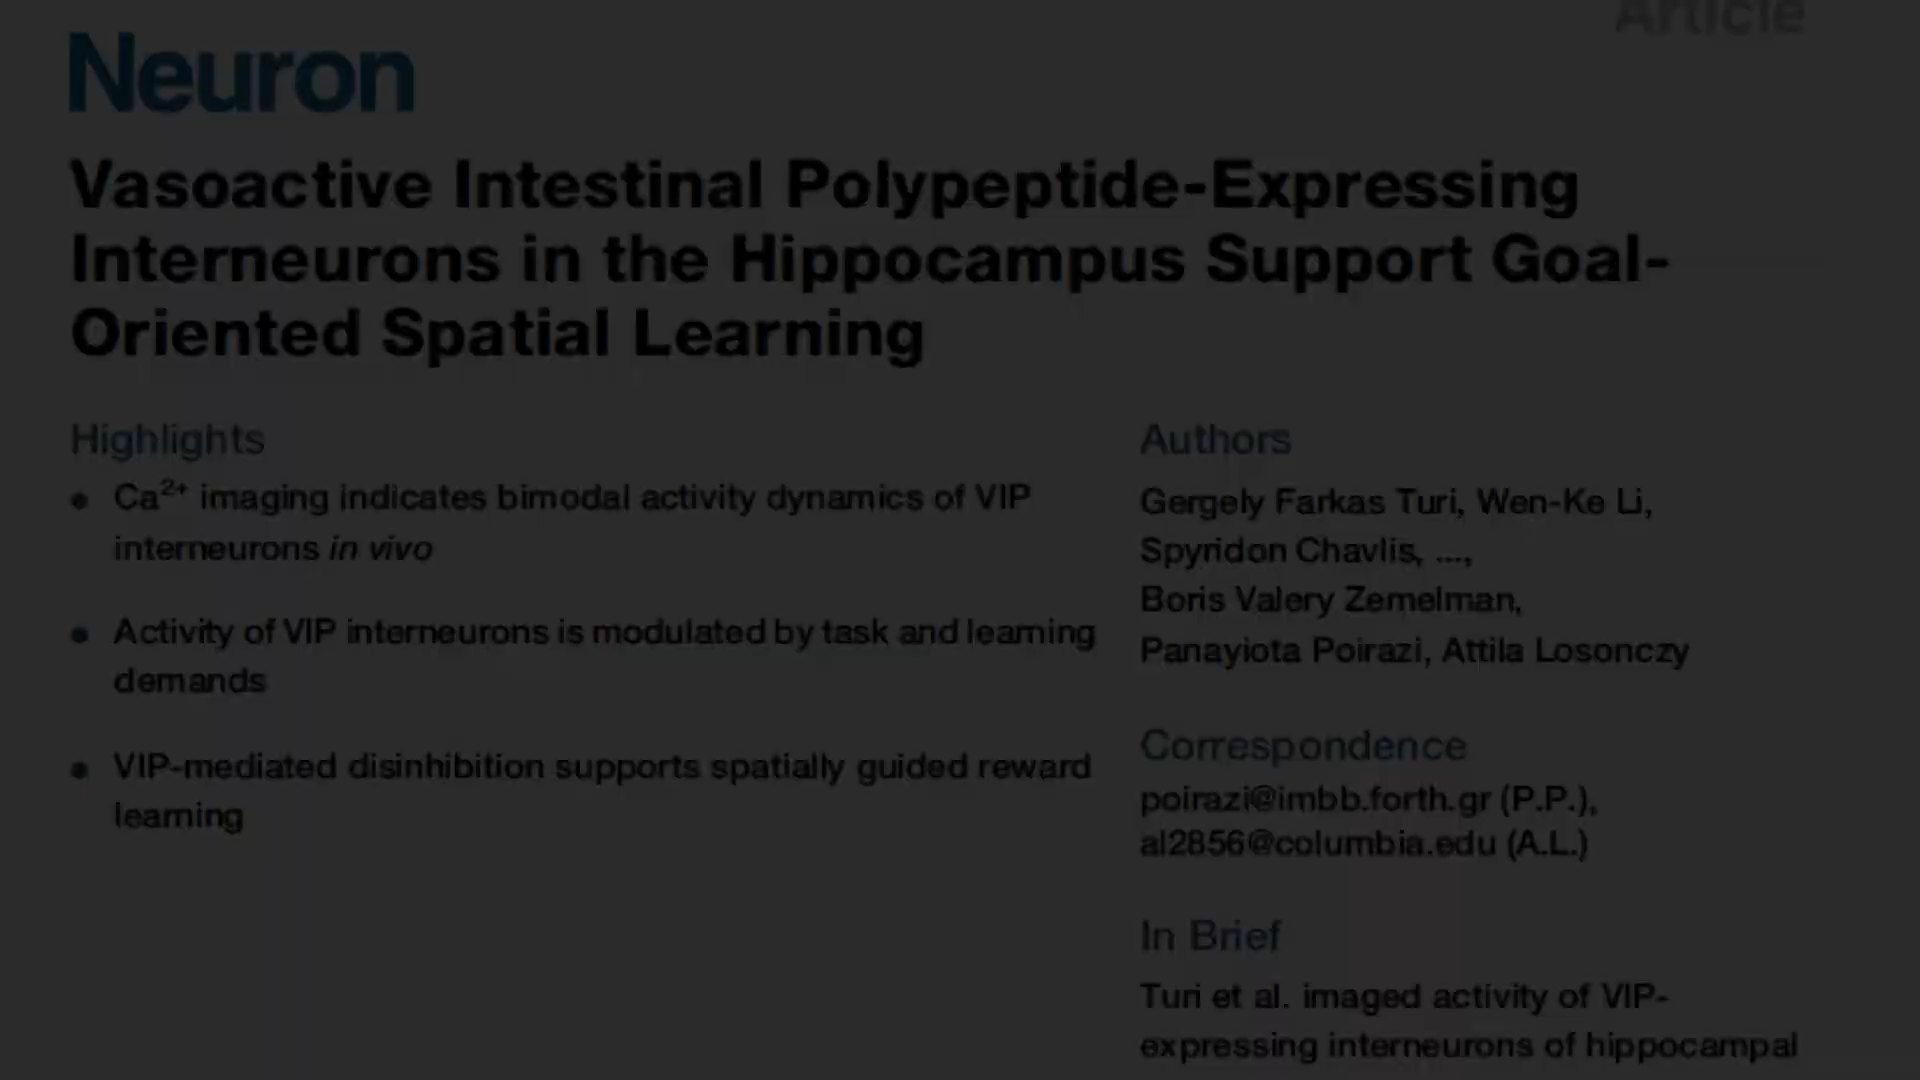 Article
Neuron
Vasoactive Intestinal Polypeptide-Expressing
Interneurons in the Hippocampus Support Goal-
Oriented Spatial Learning
Highlights
• Ca²⁺ imaging indicates bimodal activity dynamics of VIP
interneurons in vivo
• Activity of VIP interneurons is modulated by task and learning
demands
• VIP-mediated disinhibition supports spatially guided reward
learning
Authors
Gergely Farkas Turi, Wen-Ke Li,
Spyridon Chavlis, ...,
Boris Valery Zemelman,
Panayiota Poirazi, Attila Losonczy
Correspondence
poirazi@imbb.forth.gr (P.P.),
al2856@columbia.edu (A.L.)
In Brief
Turi et al. imaged activity of VIP-
expressing interneurons of hippocampal